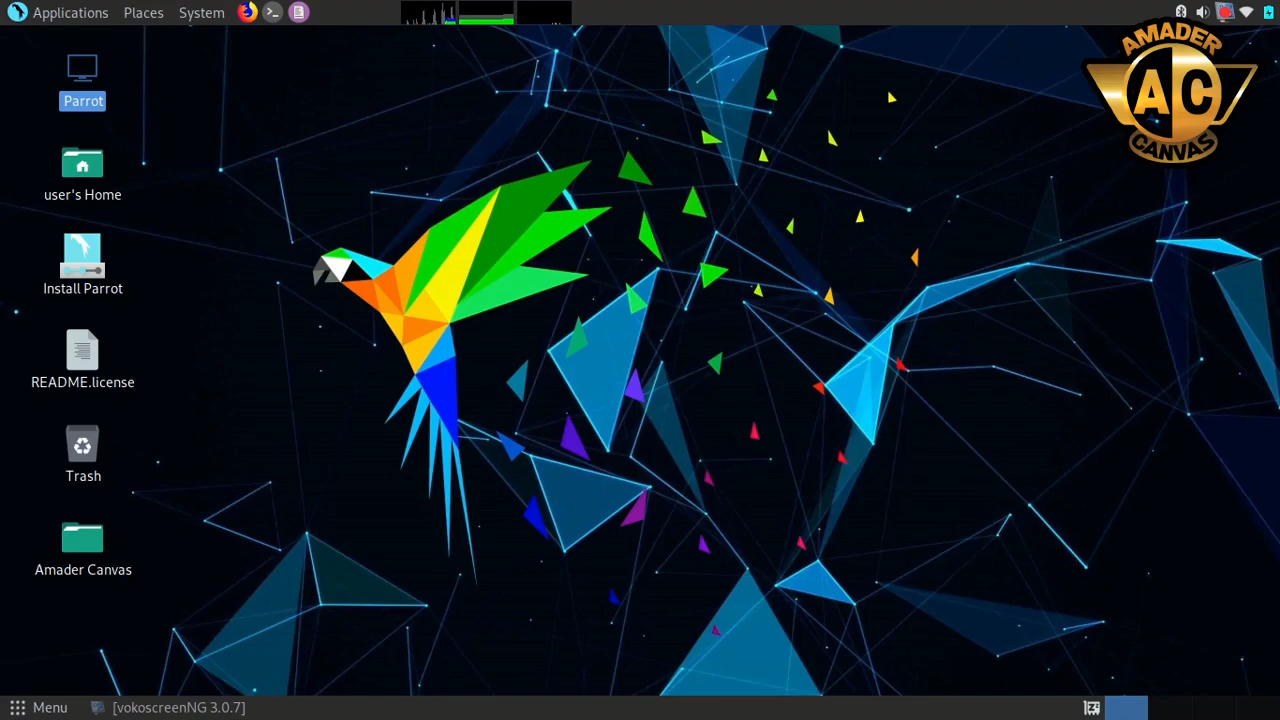 Applications Places System
AMADER
AC
CANVAS
Parrot
user's Home
Install Parrot
README.license
Trash
Amader Canvas
Menu [vokoscreenNG 3.0.7]